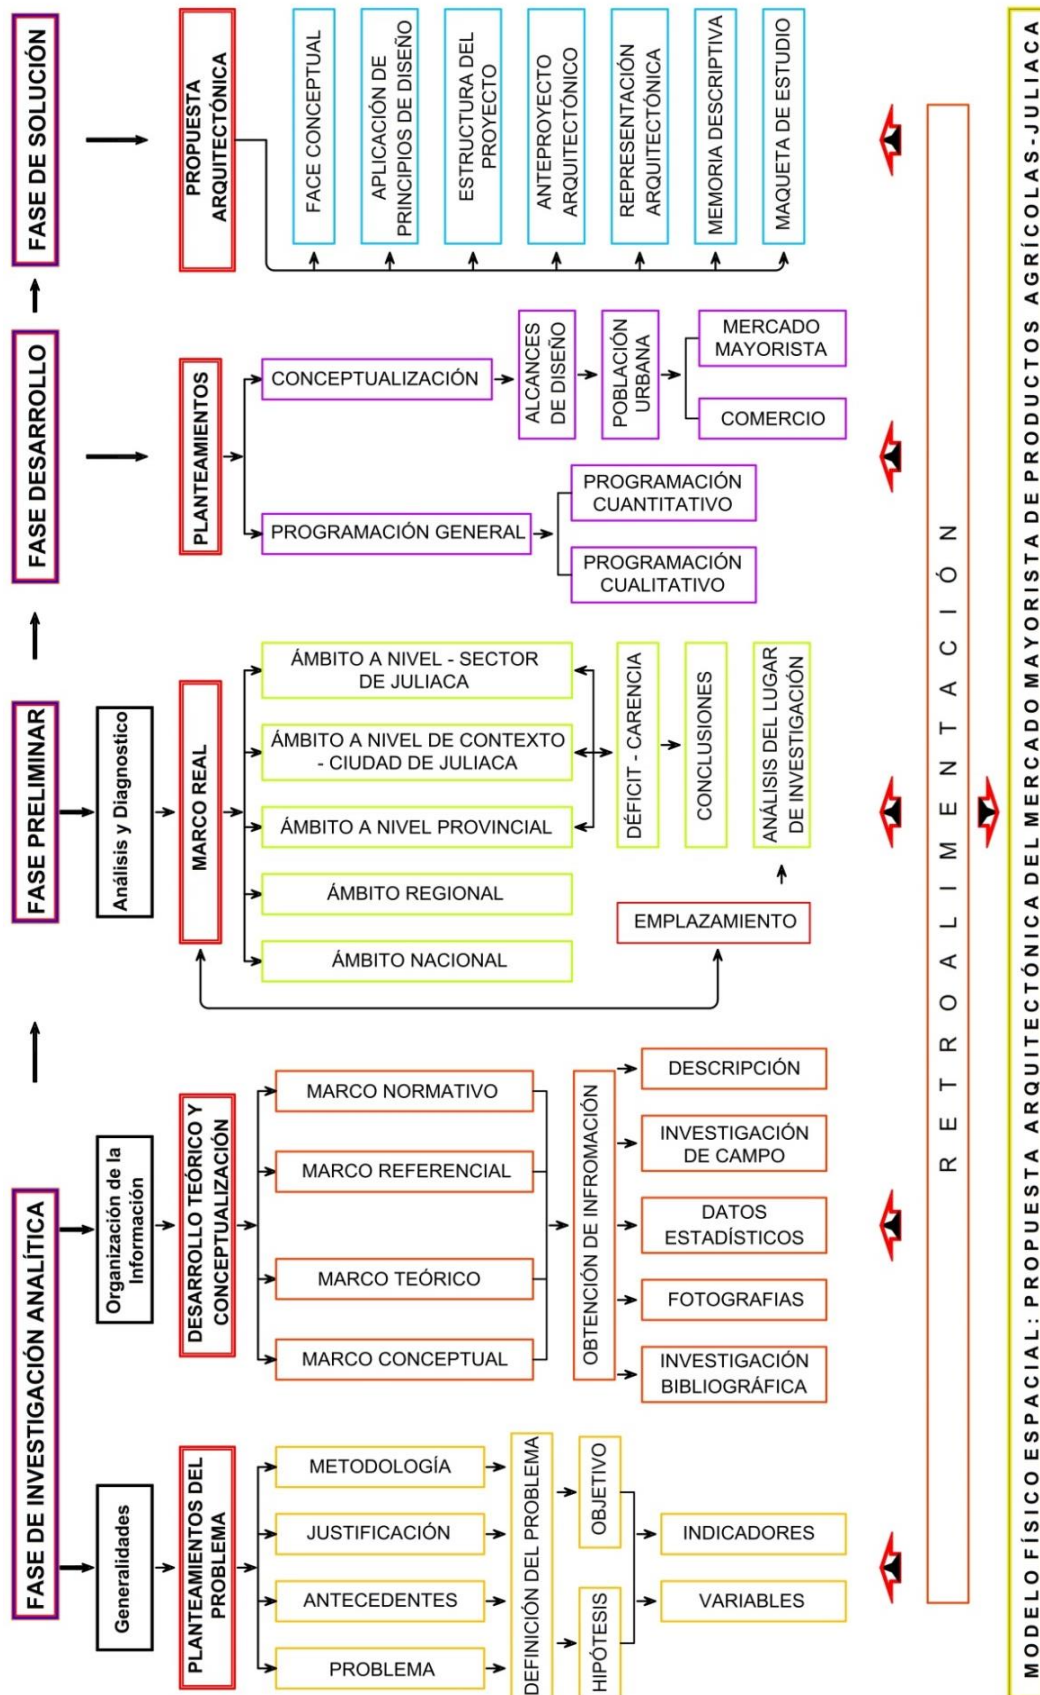 FASE DE INVESTIGACIÓN ANALÍTICA
FASE PRELIMINAR
FASE DESARROLLO
FASE DE SOLUCIÓN
Generalidades
PLANTEAMIENTOS DEL
PROBLEMA
PROBLEMA
ANTECEDENTES
JUSTIFICACIÓN
METODOLOGÍA
DEFINICIÓN DEL PROBLEMA
HIPÓTESIS
OBJETIVO
VARIABLES
INDICADORES
Organización de la
Información
DESARROLLO TEÓRICO Y
CONCEPTUALIZACIÓN
MARCO CONCEPTUAL
MARCO TEÓRICO
MARCO REFERENCIAL
MARCO NORMATIVO
OBTENCIÓN DE INFROMACIÓN
INVESTIGACIÓN
BIBLIOGRÁFICA
FOTOGRAFIAS
DATOS
ESTADÍSTICOS
INVESTIGACIÓN
DE CAMPO
DESCRIPCIÓN
Análisis y Diagnostico
MARCO REAL
ÁMBITO A NIVEL - SECTOR
DE JULIACA
ÁMBITO A NIVEL DE CONTEXTO
- CIUDAD DE JULIACA
ÁMBITO A NIVEL PROVINCIAL
ÁMBITO REGIONAL
ÁMBITO NACIONAL
DÉFICIT - CARENCIA
CONCLUSIONES
ANÁLISIS DEL LUGAR
DE INVESTIGACIÓN
EMPLAZAMIENTO
PLANTEAMIENTOS
CONCEPTUALIZACIÓN
ALCANCES
DE DISEÑO
POBLACIÓN
URBANA
MERCADO
MAYORISTA
COMERCIO
PROGRAMACIÓN GENERAL
PROGRAMACIÓN
CUANTITATIVO
PROGRAMACIÓN
CUALITATIVO
PROPUESTA
ARQUITECTÓNICA
FACE CONCEPTUAL
APLICACIÓN DE
PRINCIPIOS DE DISEÑO
ESTRUCTURA DEL
PROYECTO
ANTEPROYECTO
ARQUITECTÓNICO
REPRESENTACIÓN
ARQUITECTÓNICA
MEMORIA DESCRIPTIVA
MAQUETA DE ESTUDIO
RETROALIMENTACIÓN
MODELO FÍSICO ESPACIAL: PROPUESTA ARQUITECTÓNICA DEL MERCADO MAYORISTA DE PRODUCTOS AGRÍCOLAS-JULIACA